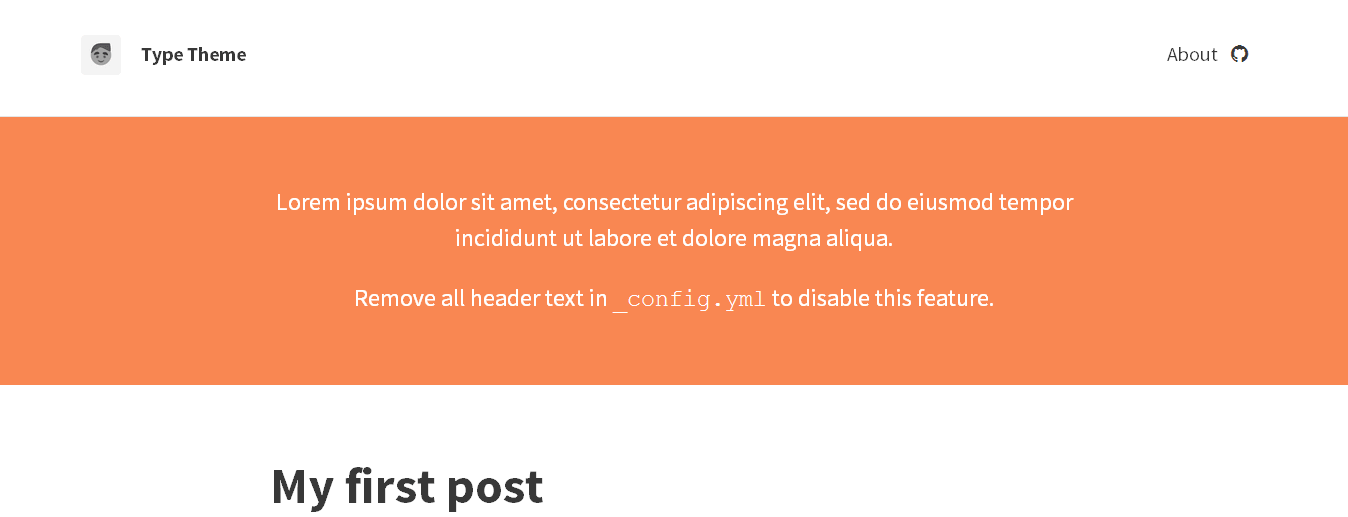 Type Theme
About
Lorem ipsum dolor sit amet, consectetur adipiscing elit, sed do eiusmod tempor
incididunt ut labore et dolore magna aliqua.
Remove all header text in _config.yml to disable this feature.
My first post